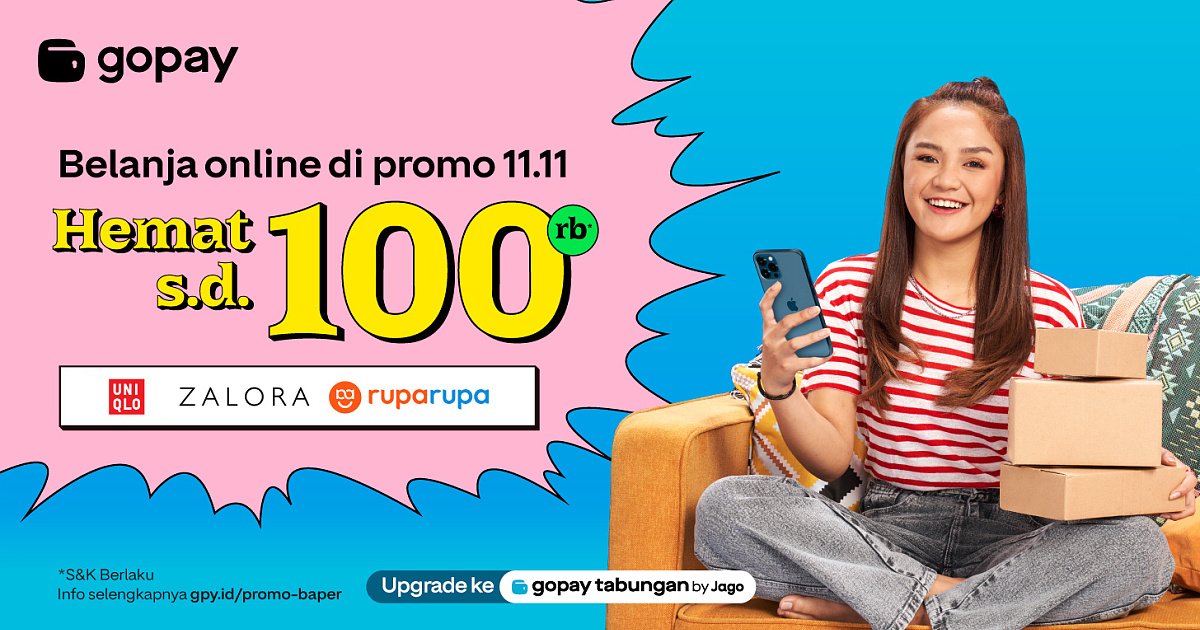 gopay
Belanja online di promo 11.11
Hemat
s.d. 100 rb*
UNI
QLO
ZALORA
ruparupa
*S&K Berlaku
Info selengkapnya gpy.id/promo-baper
Upgrade ke gopay tabungan by Jago